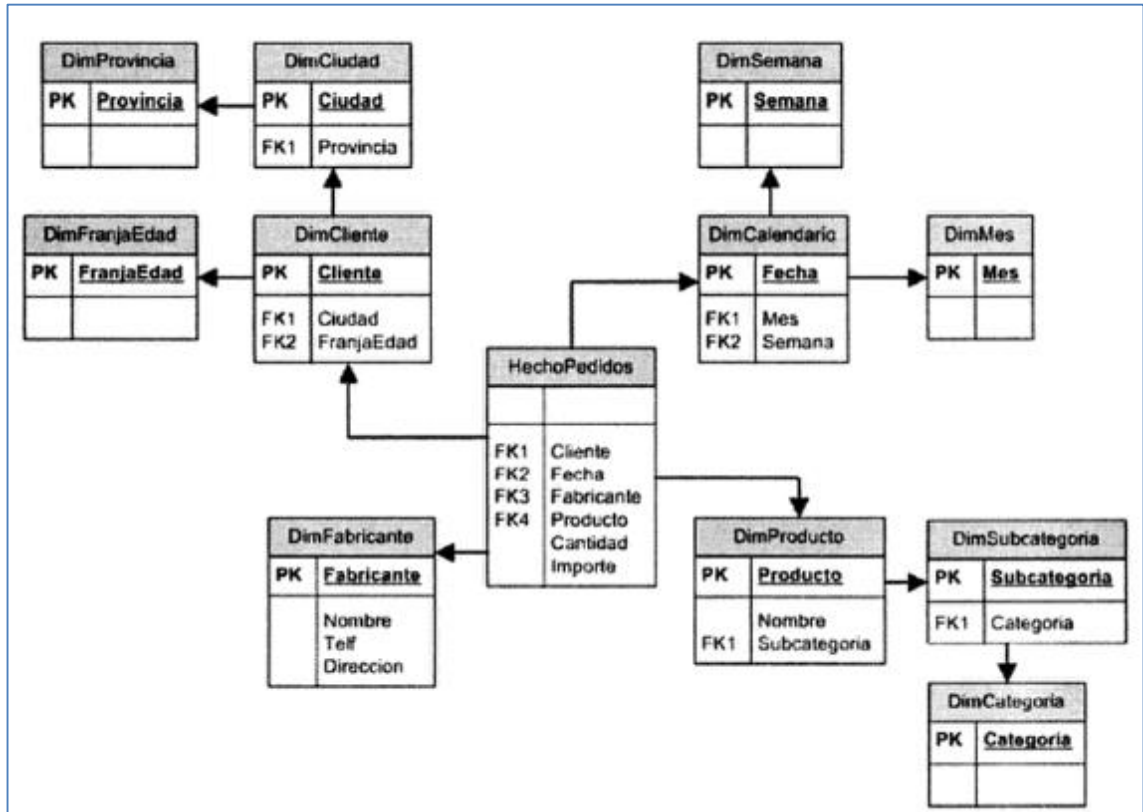 DimProvincia
PK Provincia
DimCiudad
PK Ciudad
FK1 Provincia
DimSemana
PK Semana
DimFranjaEdad
PK FranjaEdad
DimCliente
PK Cliente
FK1 Ciudad
FK2 FranjaEdad
DimCalendario
PK Fecha
FK1 Mes
FK2 Semana
DimMes
PK Mes
HechoPedidos
FK1 Cliente
FK2 Fecha
FK3 Fabricante
FK4 Producto
Cantidad
Importe
DimFabricante
PK Fabricante
Nombre
Telf
Direccion
DimProducto
PK Producto
Nombre
FK1 Subcategoria
DimSubcategoria
PK Subcategoria
FK1 Categoria
DimCategoria
PK Categoria